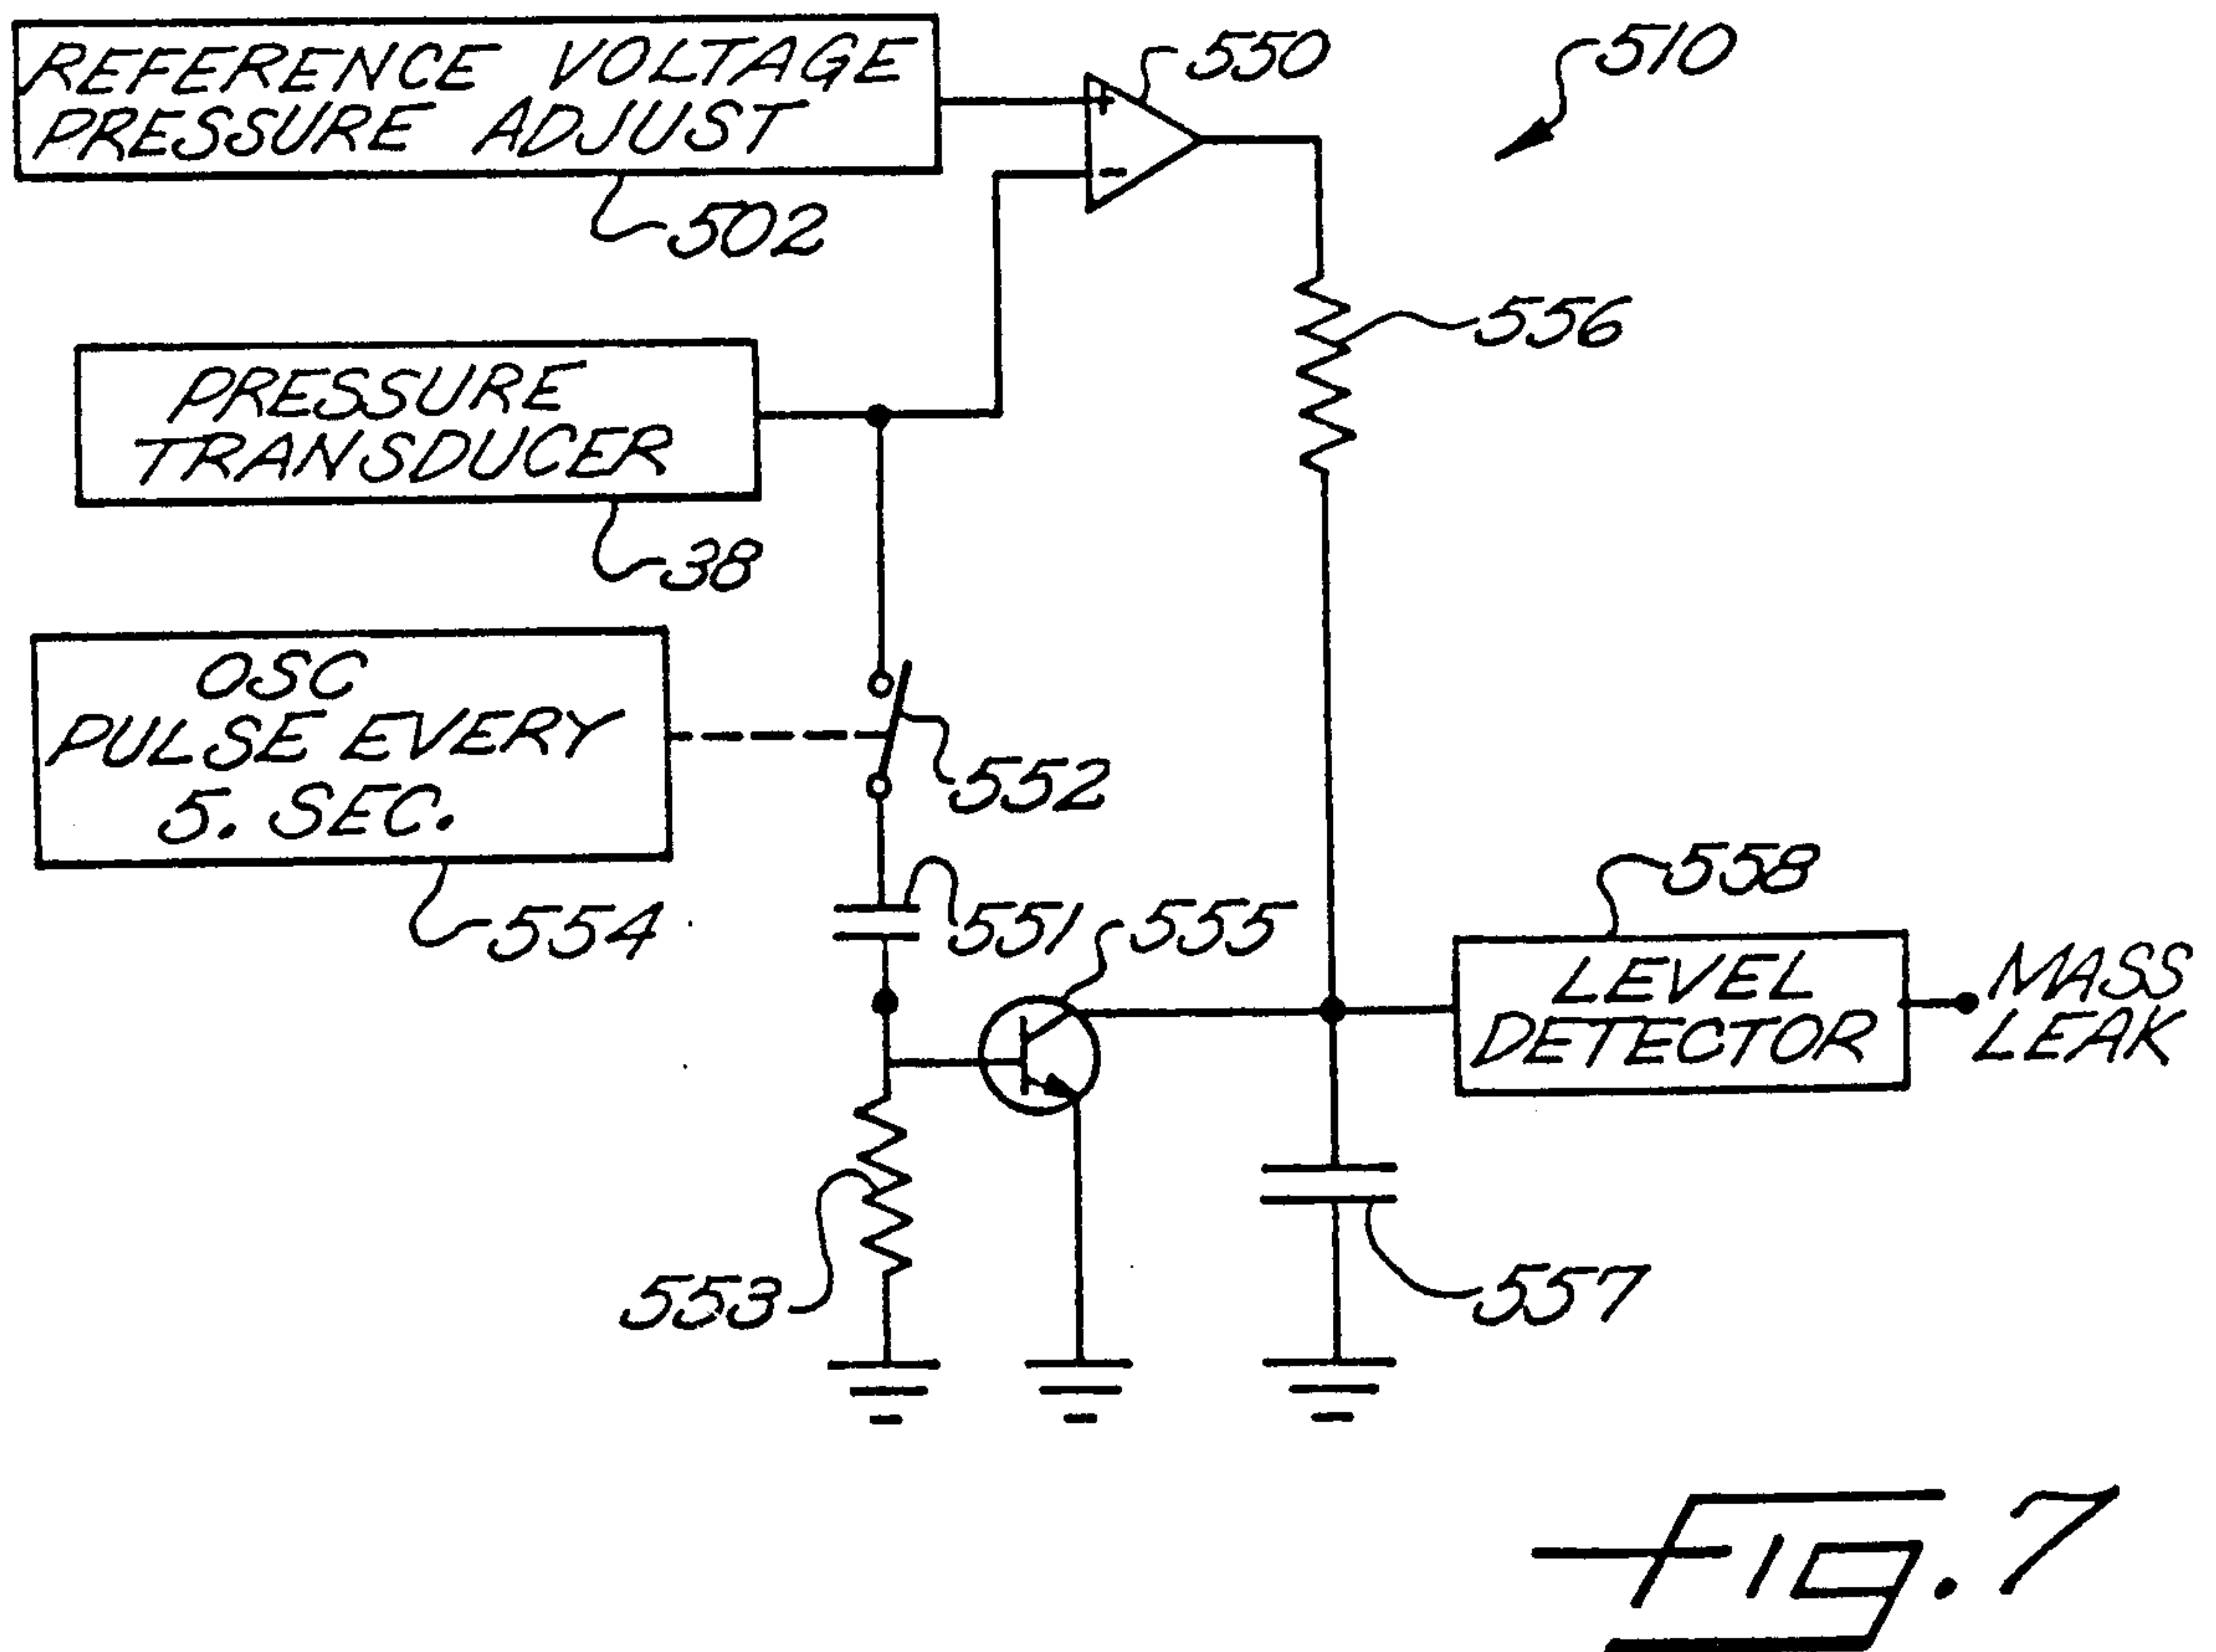 REFERENCE VOLTAGE
PRESSURE ADJUST
502
+
-
550
510
PRESSURE
TRANSDUCER
38
556
OSC
PULSE EVERY
5. SEC.
554
552
551
555
558
LEVEL
DETECTOR
MASS
LEAK
553
557
Fig. 7